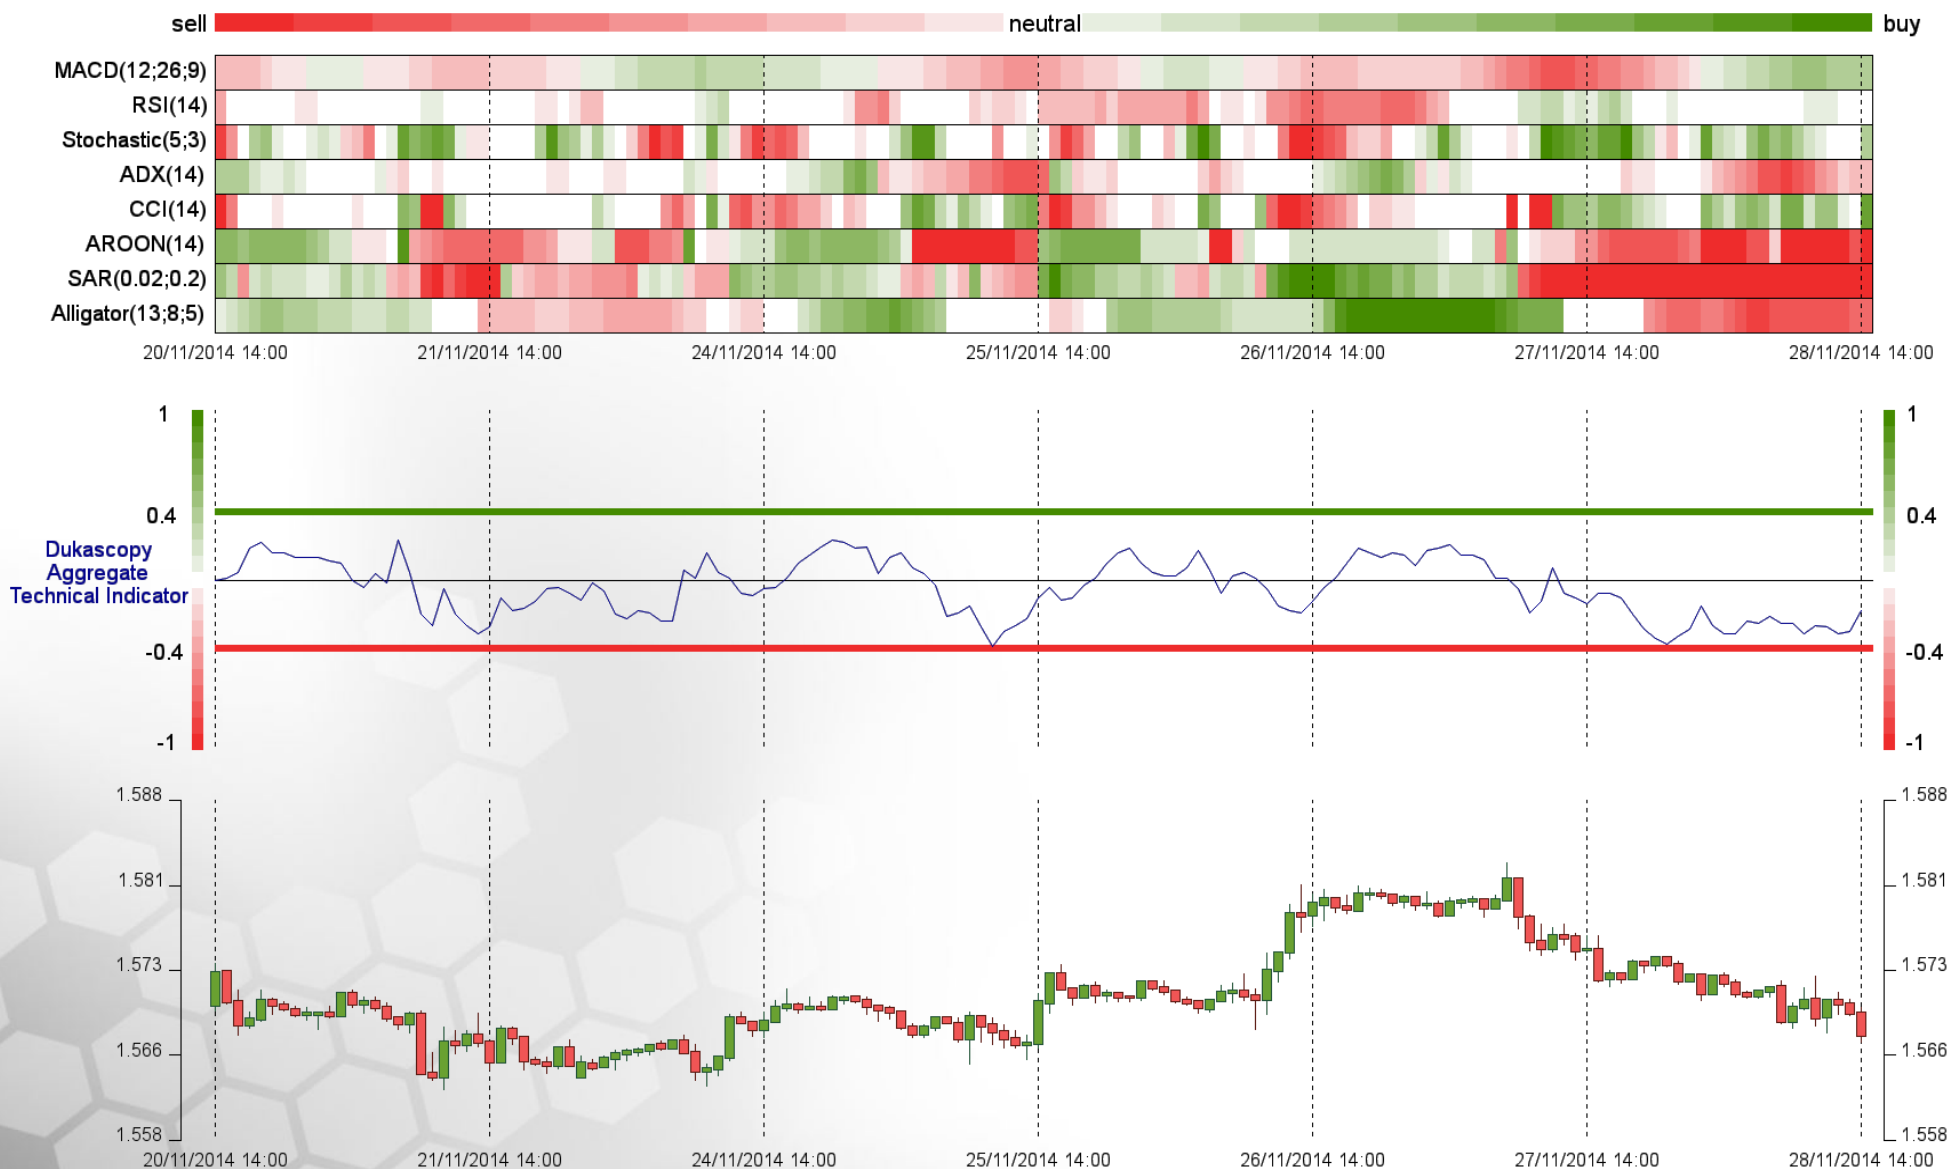 sell neutral buy
MACD(12;26;9)
RSI(14)
Stochastic(5;3)
ADX(14)
CCI(14)
AROON(14)
SAR(0.02;0.2)
Alligator(13;8;5)
20/11/2014 14:00 21/11/2014 14:00 24/11/2014 14:00 25/11/2014 14:00 26/11/2014 14:00 27/11/2014 14:00 28/11/2014 14:00
1 1
0.4 0.4
Dukascopy
Aggregate
Technical Indicator
-0.4 -0.4
-1 -1
1.588 1.588
1.581 1.581
1.573 1.573
1.566 1.566
1.558 1.558
20/11/2014 14:00 21/11/2014 14:00 24/11/2014 14:00 25/11/2014 14:00 26/11/2014 14:00 27/11/2014 14:00 28/11/2014 14:00